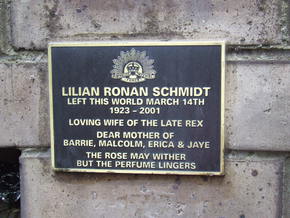 LILIAN RONAN SCHMIDT
LEFT THIS WORLD MARCH 14TH
1923 – 2001
LOVING WIFE OF THE LATE REX
DEAR MOTHER OF
BARRIE, MALCOLM, ERICA & JAYE
THE ROSE MAY WITHER
BUT THE PERFUME LINGERS